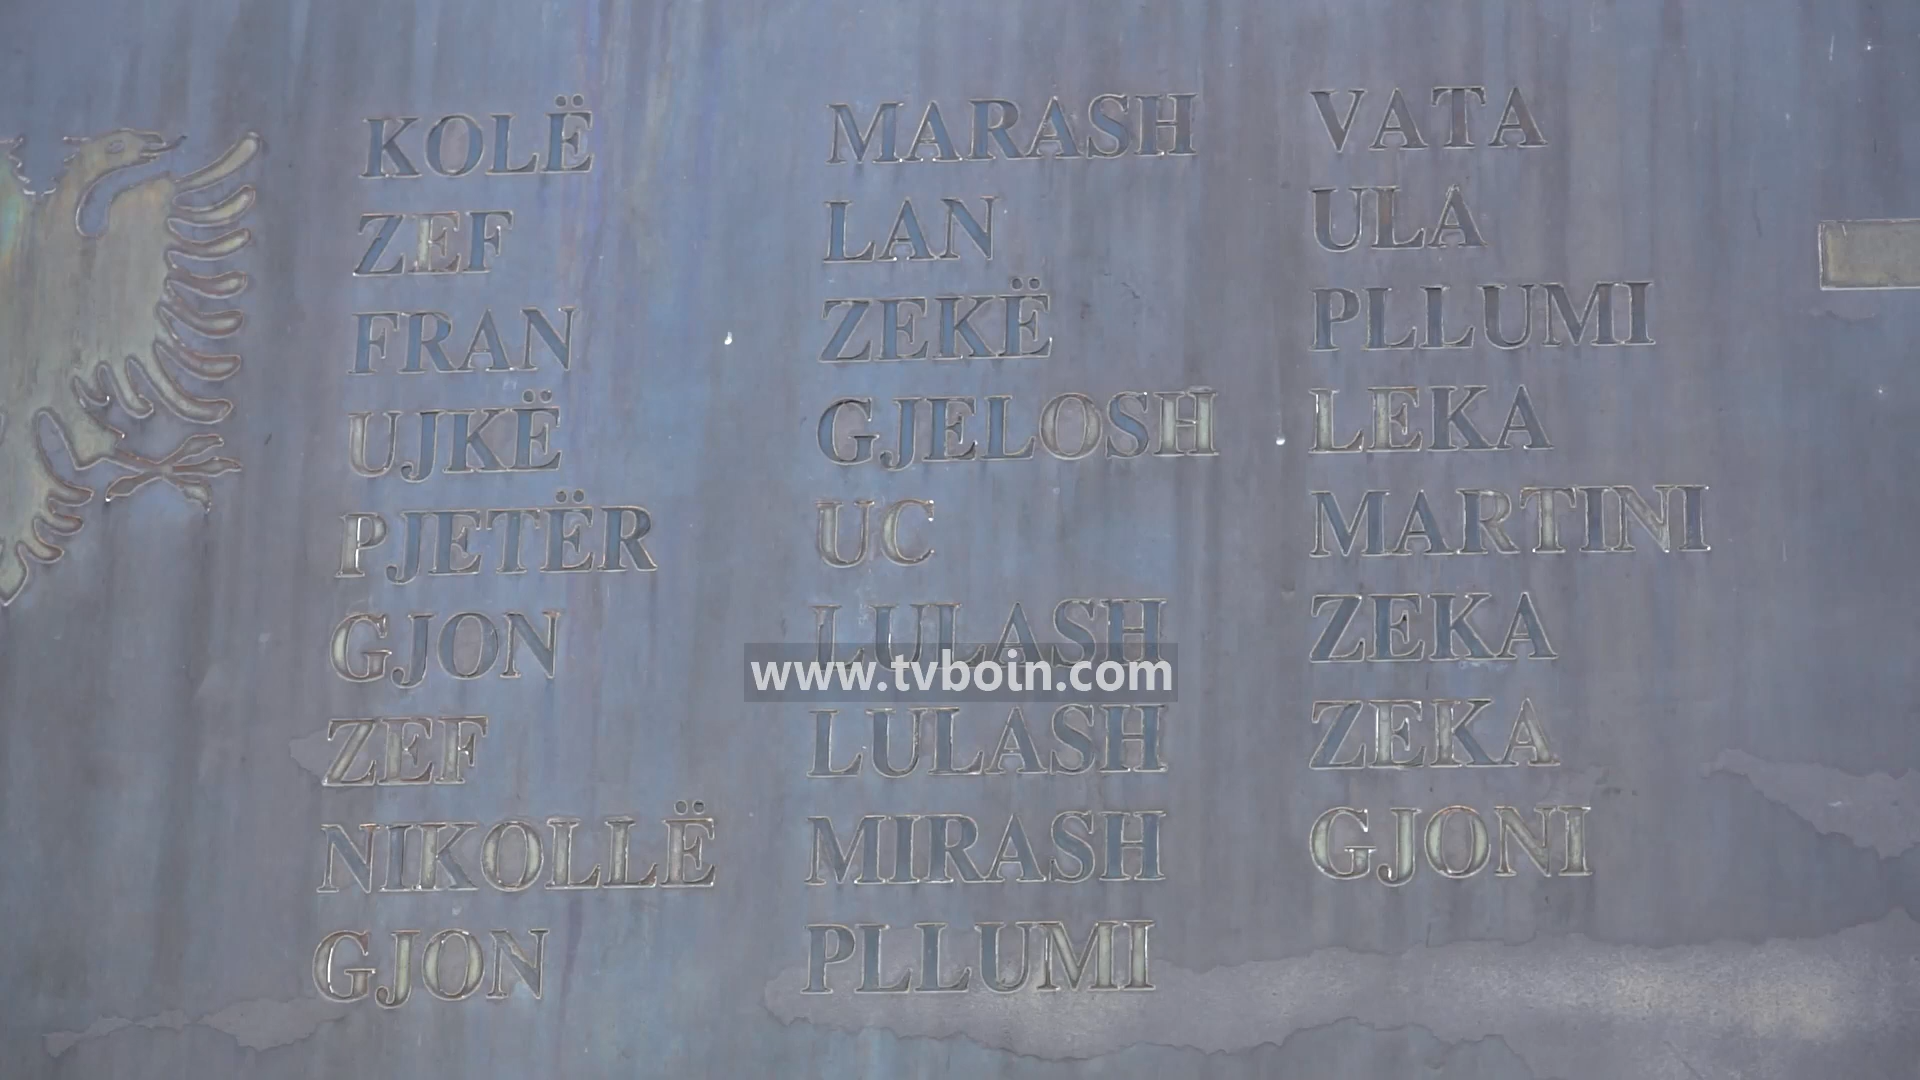 KOLË MARASH VATA
ZEF LAN ULA
FRAN ZEKË PLLUMI
UJKË GJELOSH LEKA
PJETËR UC MARTINI
GJON LULASH ZEKA
www.tvboin.com
ZEF LULASH ZEKA
NIKOLLË MIRASH GJONI
GJON PLLUMI